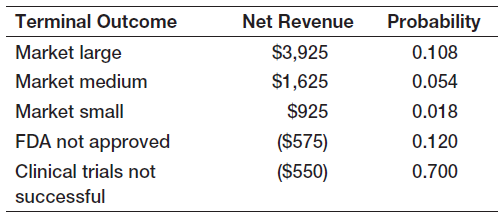 Terminal Outcome Net Revenue Probability
Market large $3,925 0.108
Market medium $1,625 0.054
Market small $925 0.018
FDA not approved ($575) 0.120
Clinical trials not ($550) 0.700
successful